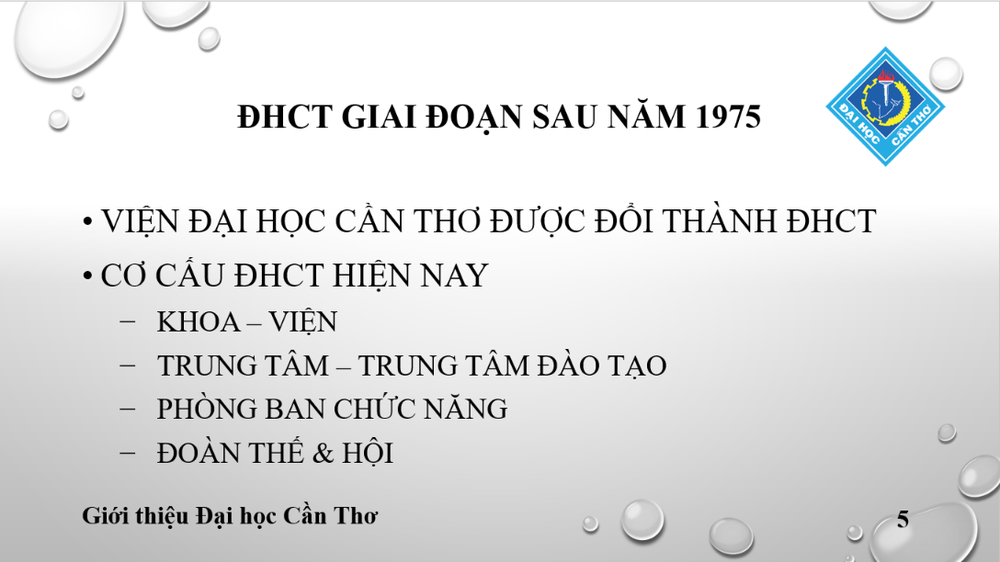 ĐHCT GIAI ĐOẠN SAU NĂM 1975
ĐẠI HỌC CẦN THƠ
• VIỆN ĐẠI HỌC CẦN THƠ ĐƯỢC ĐỔI THÀNH ĐHCT
• CƠ CẤU ĐHCT HIỆN NAY
− KHOA – VIỆN
− TRUNG TÂM – TRUNG TÂM ĐÀO TẠO
− PHÒNG BAN CHỨC NĂNG
− ĐOÀN THỂ & HỘI
Giới thiệu Đại học Cần Thơ
5